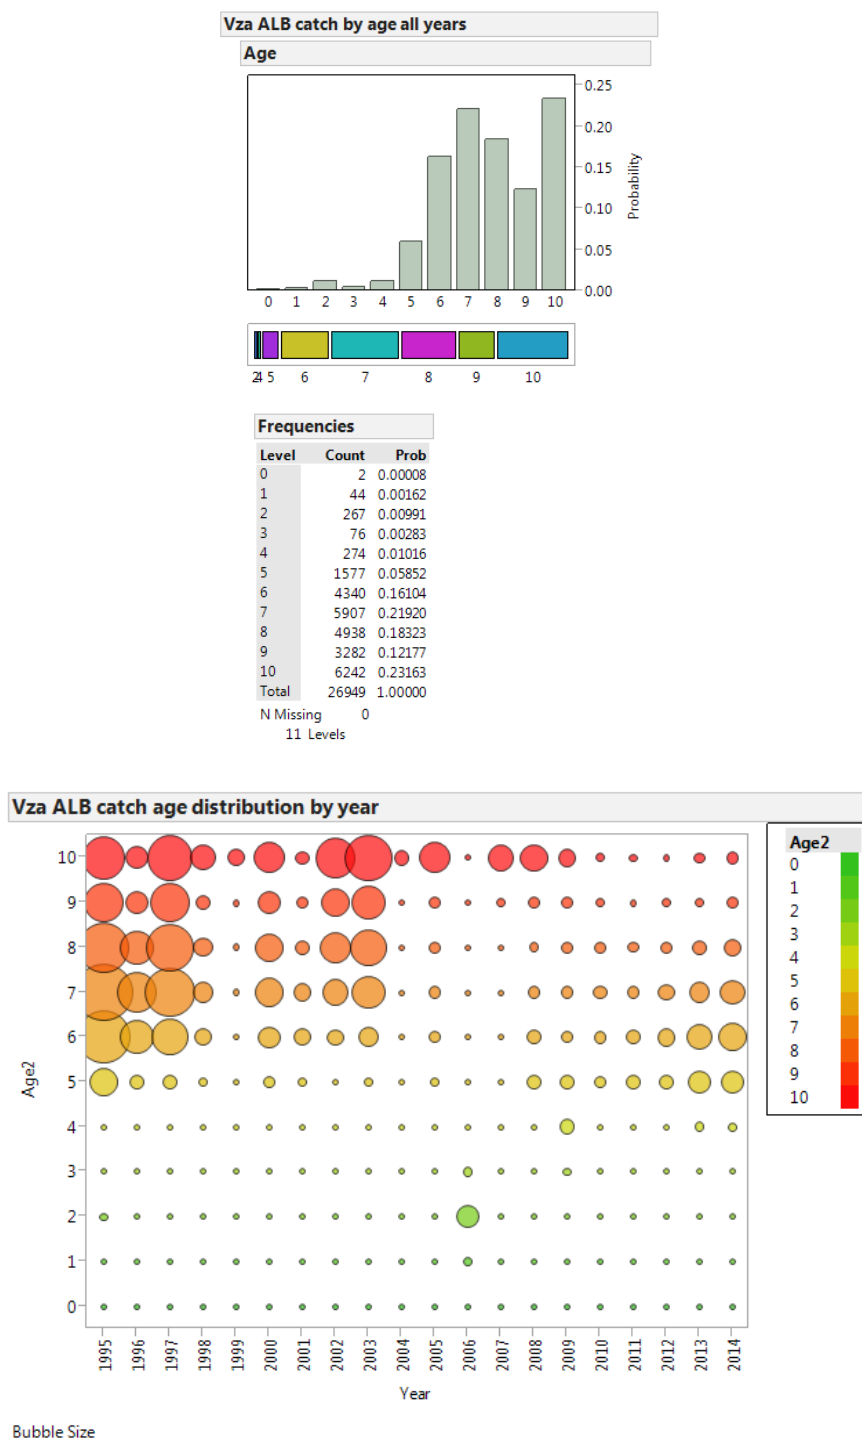 Vza ALB catch by age all years
Age
0.25
0.20
0.15
0.10
0.05
0.00
Probability
0 1 2 3 4 5 6 7 8 9 10
2 4 5 6 7 8 9 10
Frequencies
Level Count Prob
0 2 0.00008
1 44 0.00162
2 267 0.00991
3 76 0.00283
4 274 0.01016
5 1577 0.05852
6 4340 0.16104
7 5907 0.21920
8 4938 0.18323
9 3282 0.12177
10 6242 0.23163
Total 26949 1.00000
N Missing 0
11 Levels
Vza ALB catch age distribution by year
Age2
10
9
8
7
6
5
4
3
2
1
0
1995 1996 1997 1998 1999 2000 2001 2002 2003 2004 2005 2006 2007 2008 2009 2010 2011 2012 2013 2014
Year
Age2
0
1
2
3
4
5
6
7
8
9
10
Bubble Size